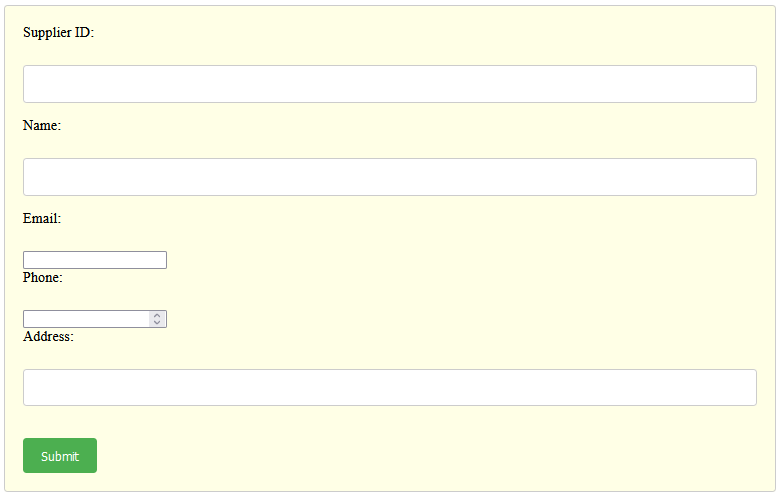 Supplier ID:
Name:
Email:
Phone:
Address:
Submit